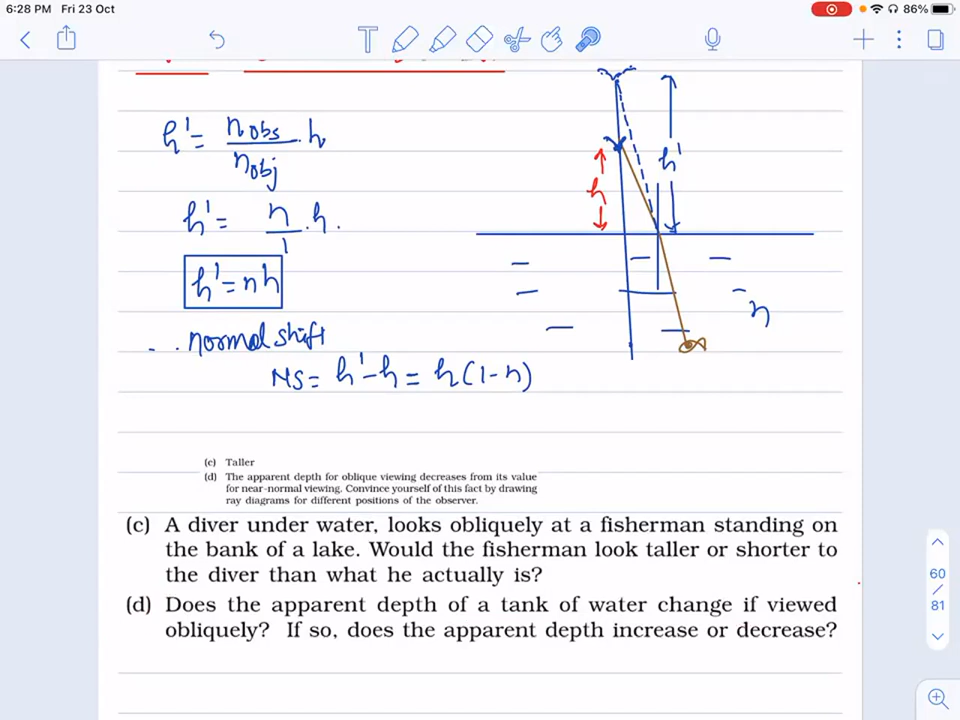 6:28 PM Fri 23 Oct
86%
h' = n obs / n obj . h
h' = n / 1 . h.
h' = nh
normal shift
NS = h' - h = h(1 - n)
h
h'
n
(c) Taller
(d) The apparent depth for oblique viewing decreases from its value
for near-normal viewing. Convince yourself of this fact by drawing
ray diagrams for different positions of the observer.
(c) A diver under water, looks obliquely at a fisherman standing on
the bank of a lake. Would the fisherman look taller or shorter to
the diver than what he actually is?
(d) Does the apparent depth of a tank of water change if viewed
obliquely? If so, does the apparent depth increase or decrease?
60
/
81